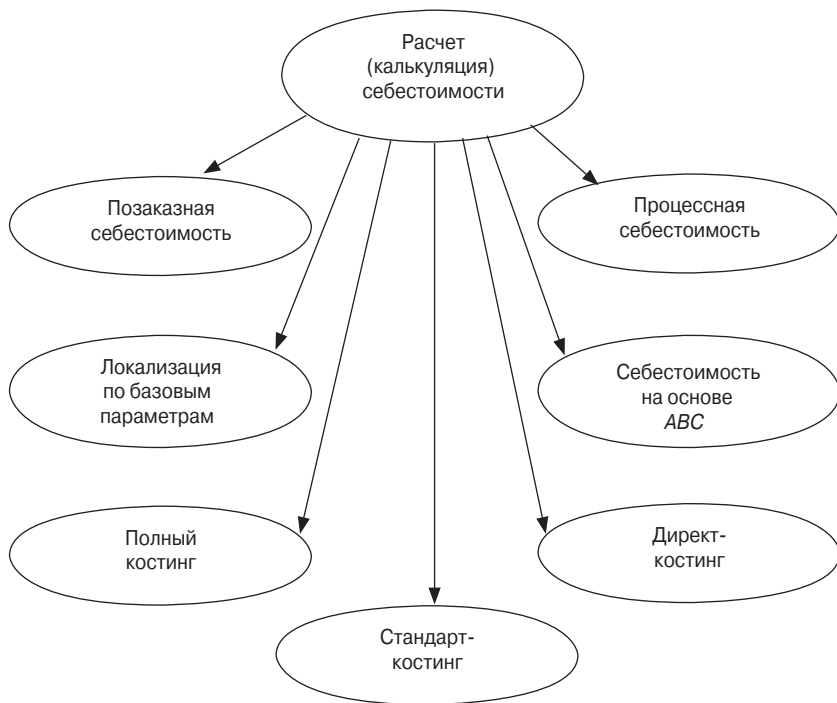 Расчет
(калькуляция)
себестоимости
Позаказная
себестоимость
Процессная
себестоимость
Локализация
по базовым
параметрам
Себестоимость
на основе
ABC
Полный
костинг
Директ-
костинг
Стандарт-
костинг